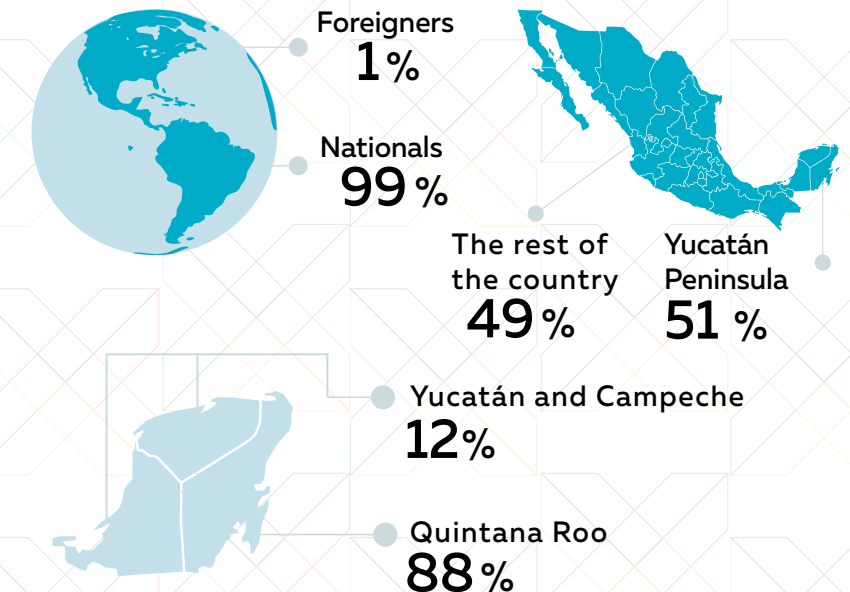 Foreigners
1%
Nationals
99%
The rest of
the country
49%
Yucatán
Peninsula
51 %
Yucatán and Campeche
12%
Quintana Roo
88%